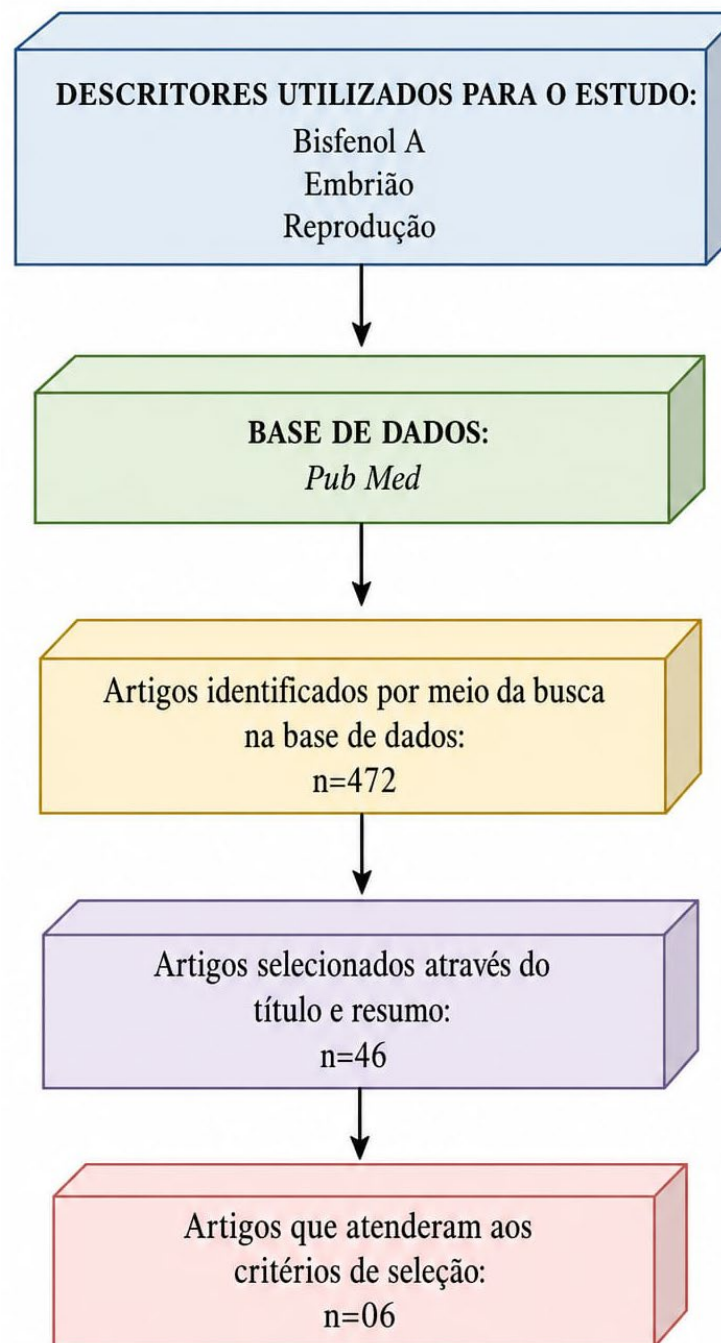 DESCRITORES UTILIZADOS PARA O ESTUDO:
Bisfenol A
Embrião
Reprodução
BASE DE DADOS:
Pub Med
Artigos identificados por meio da busca
na base de dados:
n=472
Artigos selecionados através do
título e resumo:
n=46
Artigos que atenderam aos
critérios de seleção:
n=06